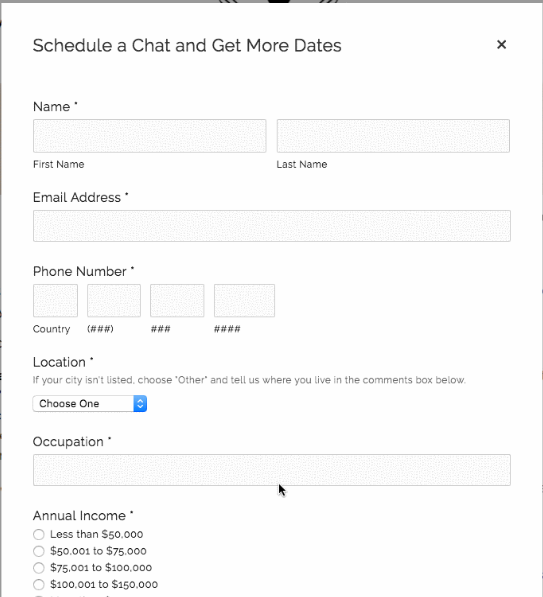 Schedule a Chat and Get More Dates ×
Name *
First Name Last Name
Email Address *
Phone Number *
Country (###) ### ####
Location *
If your city isn't listed, choose "Other" and tell us where you live in the comments box below.
Choose One
Occupation *
Annual Income *
Less than $50,000
$50,001 to $75,000
$75,001 to $100,000
$100,001 to $150,000